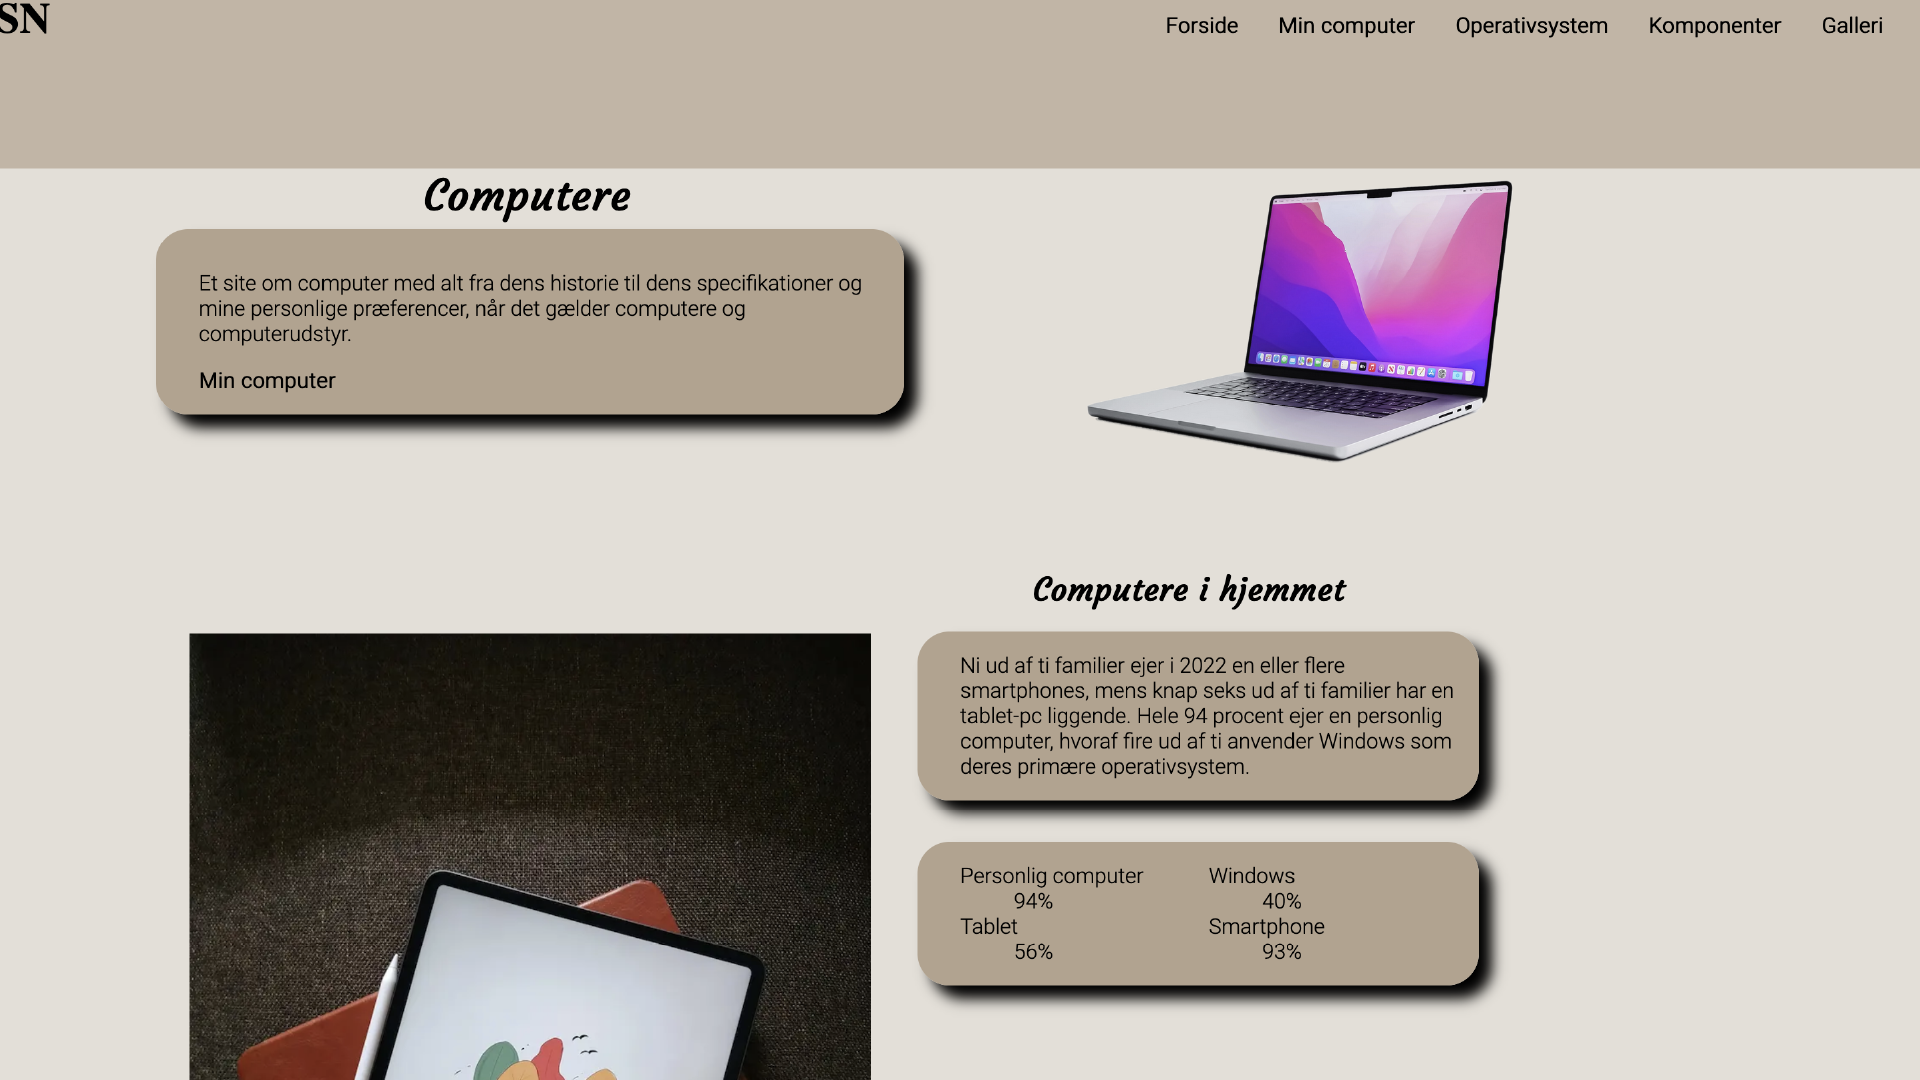 SN
Forside Min computer Operativsystem Komponenter Galleri
Computere
Et site om computer med alt fra dens historie til dens specifikationer og
mine personlige præferencer, når det gælder computere og
computerudstyr.
Min computer
Computere i hjemmet
Ni ud af ti familier ejer i 2022 en eller flere
smartphones, mens knap seks ud af ti familier har en
tablet-pc liggende. Hele 94 procent ejer en personlig
computer, hvoraf fire ud af ti anvender Windows som
deres primære operativsystem.
Personlig computer Windows
94% 40%
Tablet Smartphone
56% 93%